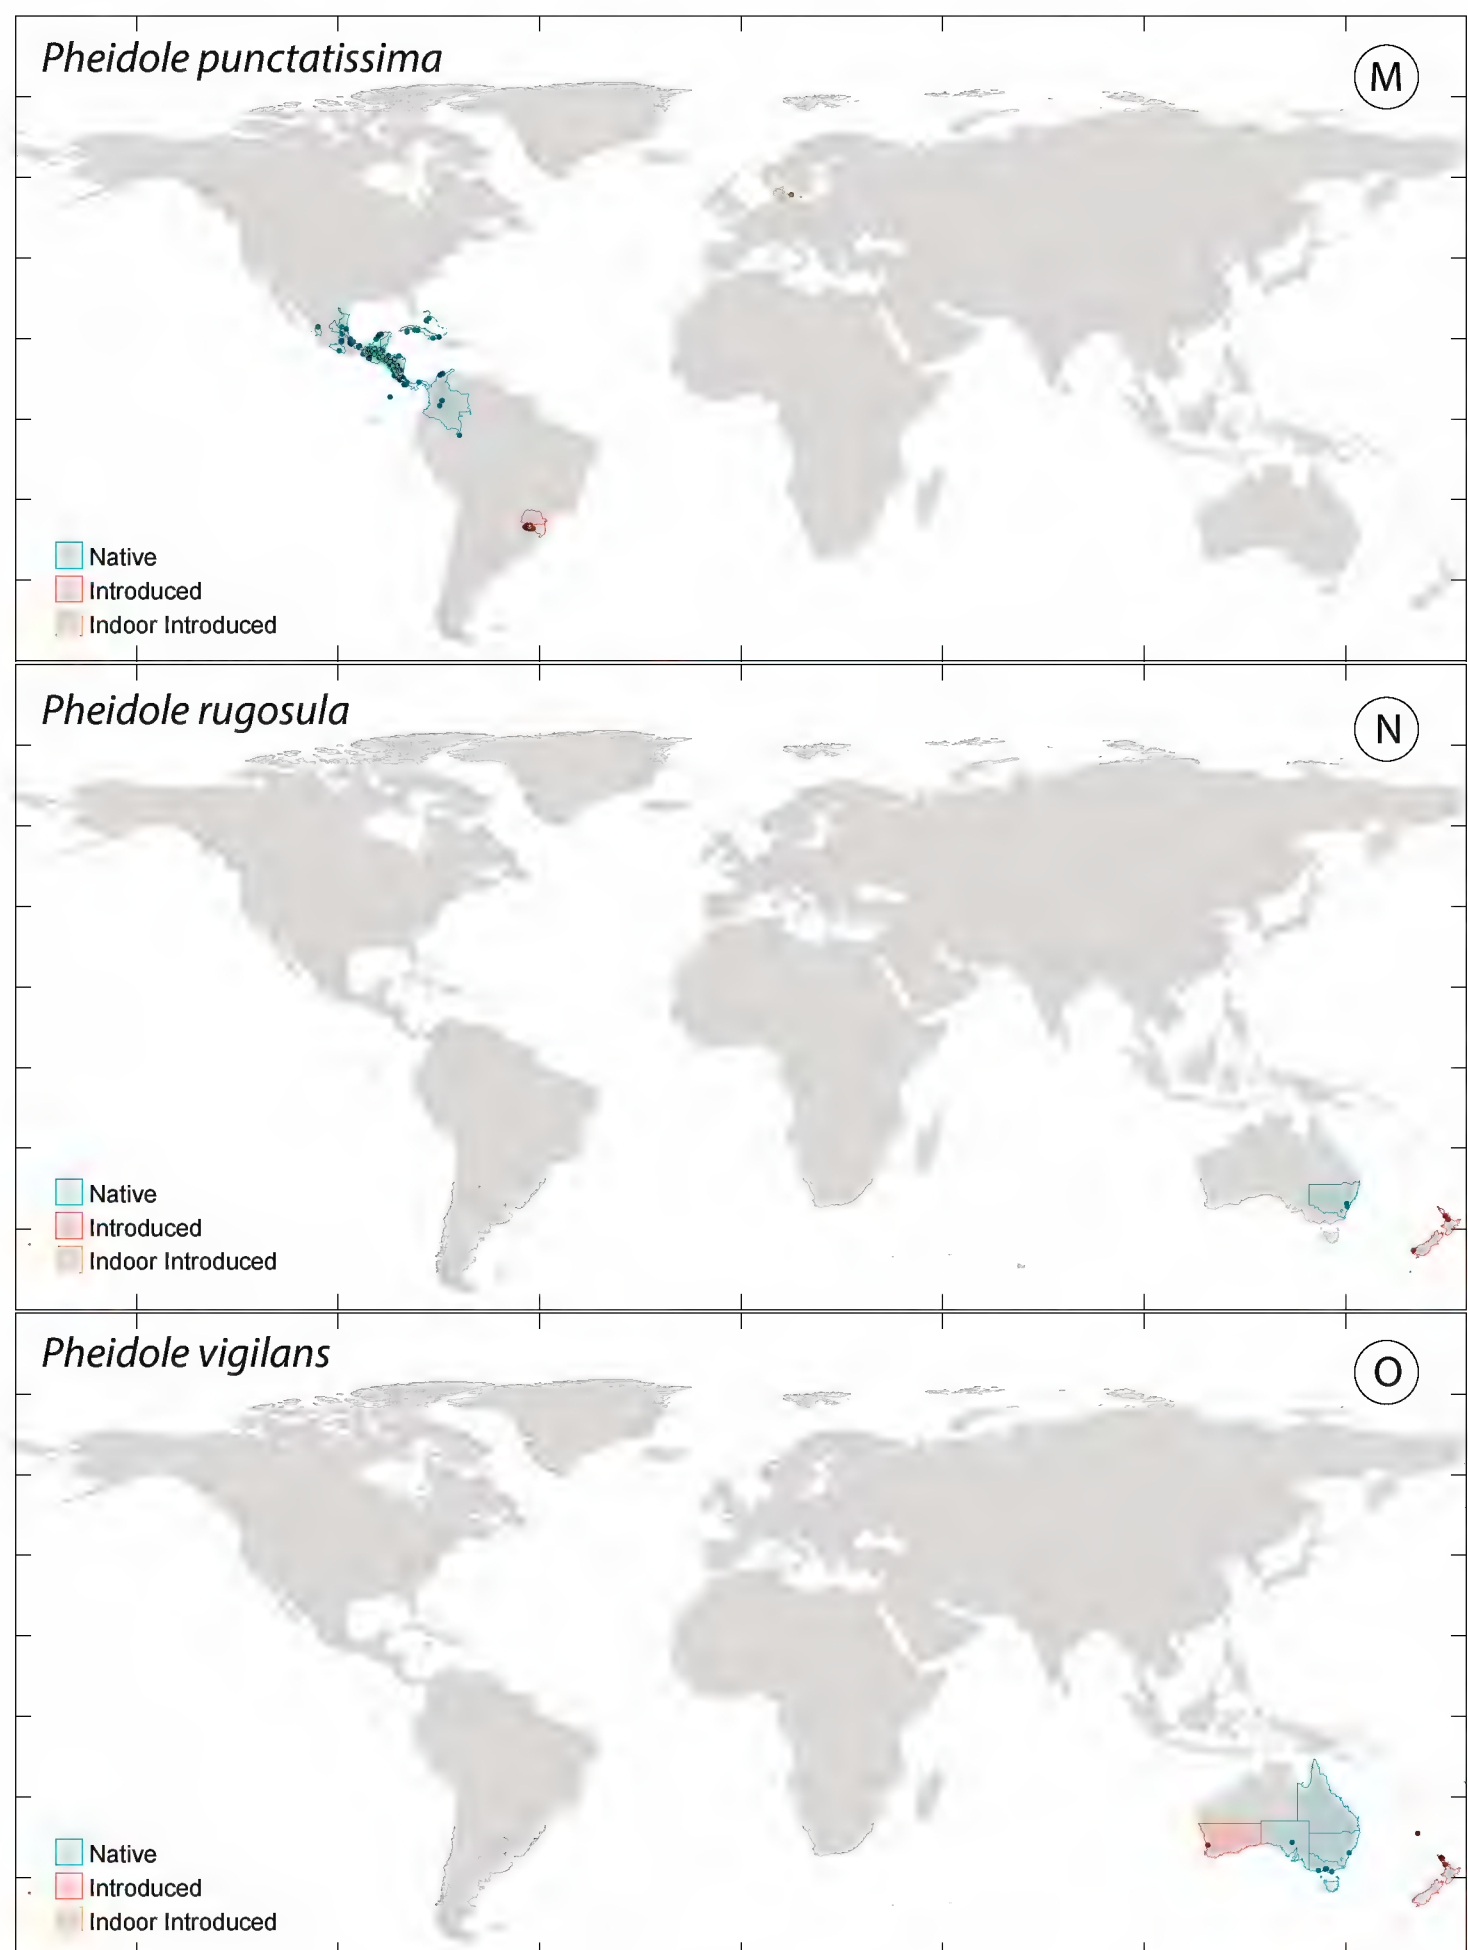 Pheidole punctatissima
M
Native
Introduced
Indoor Introduced
Pheidole rugosula
N
Native
Introduced
Indoor Introduced
Pheidole vigilans
O
Native
Introduced
Indoor Introduced